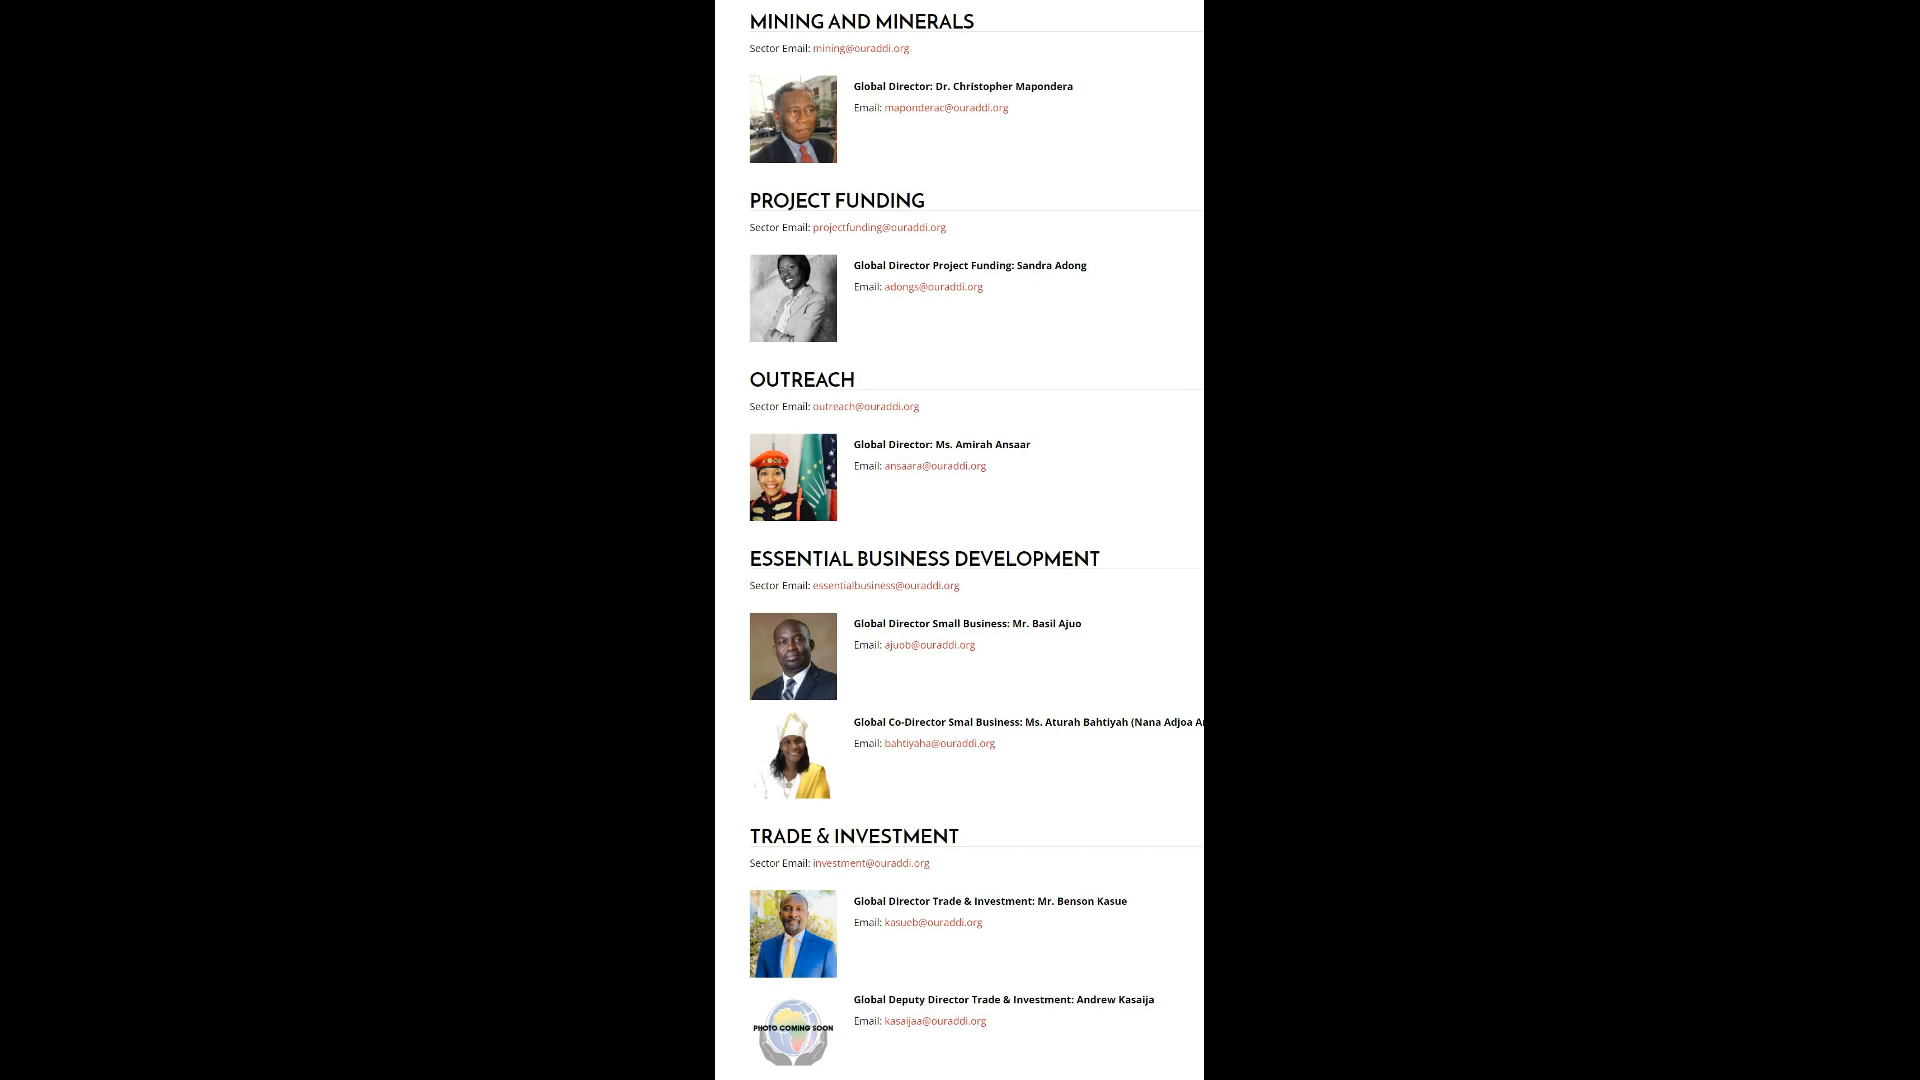 MINING AND MINERALS
Sector Email: mining@ouraddi.org
Global Director: Dr. Christopher Mapondera
Email: maponderac@ouraddi.org
PROJECT FUNDING
Sector Email: projectfunding@ouraddi.org
Global Director Project Funding: Sandra Adong
Email: adongs@ouraddi.org
OUTREACH
Sector Email: outreach@ouraddi.org
Global Director: Ms. Amirah Ansaar
Email: ansaara@ouraddi.org
ESSENTIAL BUSINESS DEVELOPMENT
Sector Email: essentialbusiness@ouraddi.org
Global Director Small Business: Mr. Basil Ajuo
Email: ajuob@ouraddi.org
Global Co-Director Smal Business: Ms. Aturah Bahtiyah (Nana Adjoa
Email: bahtiyaha@ouraddi.org
TRADE & INVESTMENT
Sector Email: investment@ouraddi.org
Global Director Trade & Investment: Mr. Benson Kasue
Email: kasueb@ouraddi.org
Global Deputy Director Trade & Investment: Andrew Kasaija
PHOTO COMING SOON
Email: kasaijaa@ouraddi.org